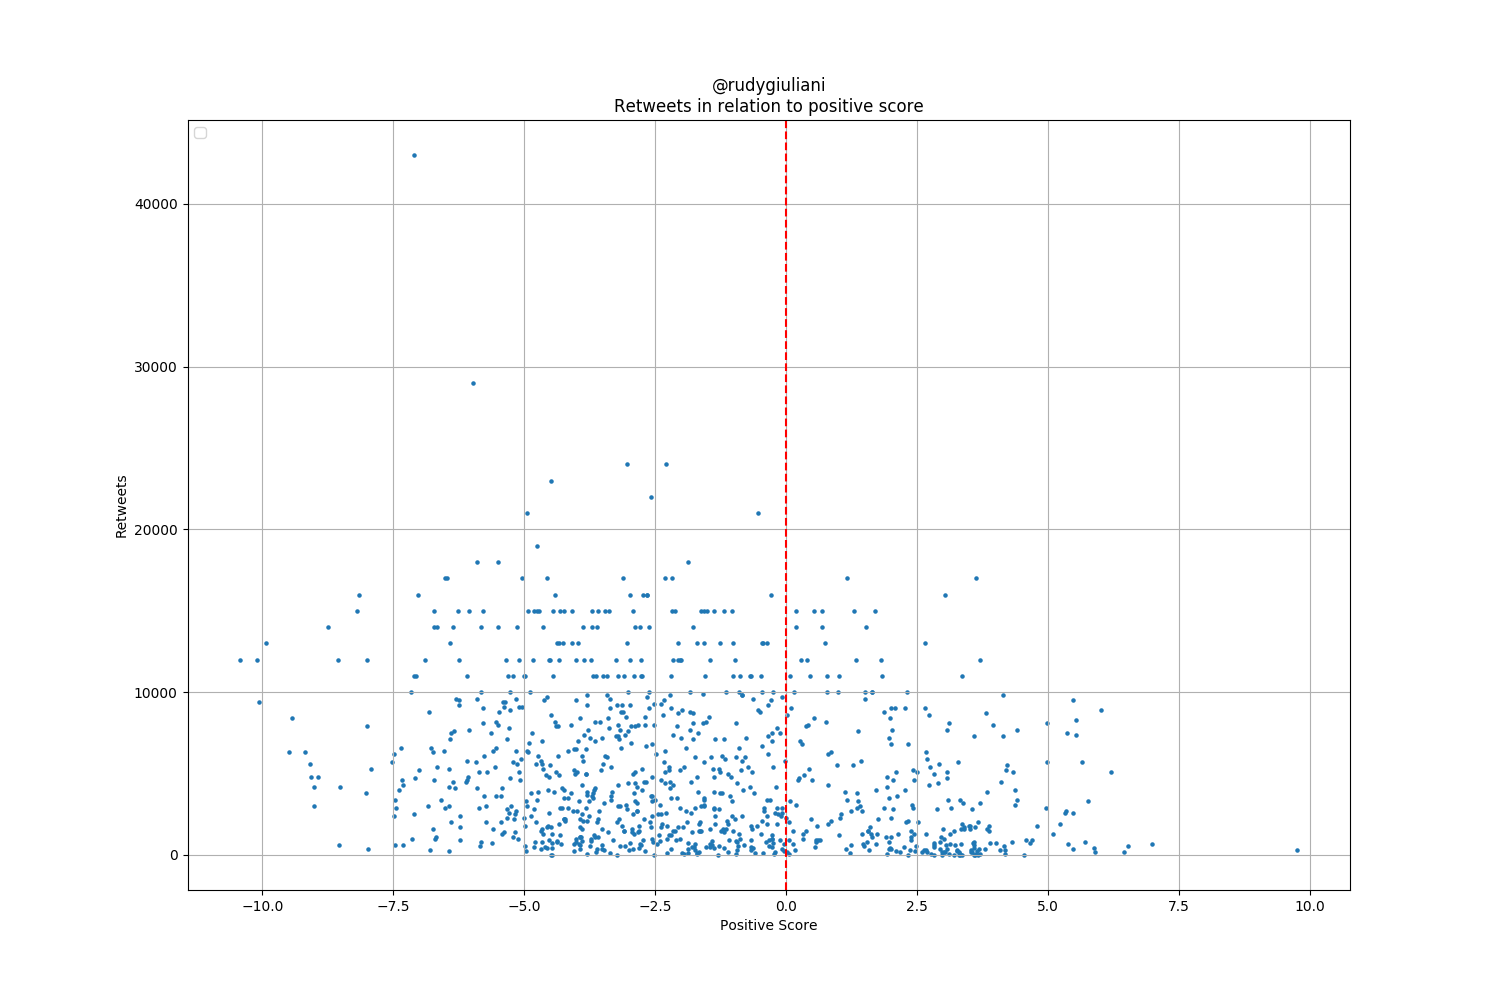 @rudygiuliani
Retweets in relation to positive score
40000
30000
20000
10000
0
Retweets
−10.0 −7.5 −5.0 −2.5 0.0 2.5 5.0 7.5 10.0
Positive Score